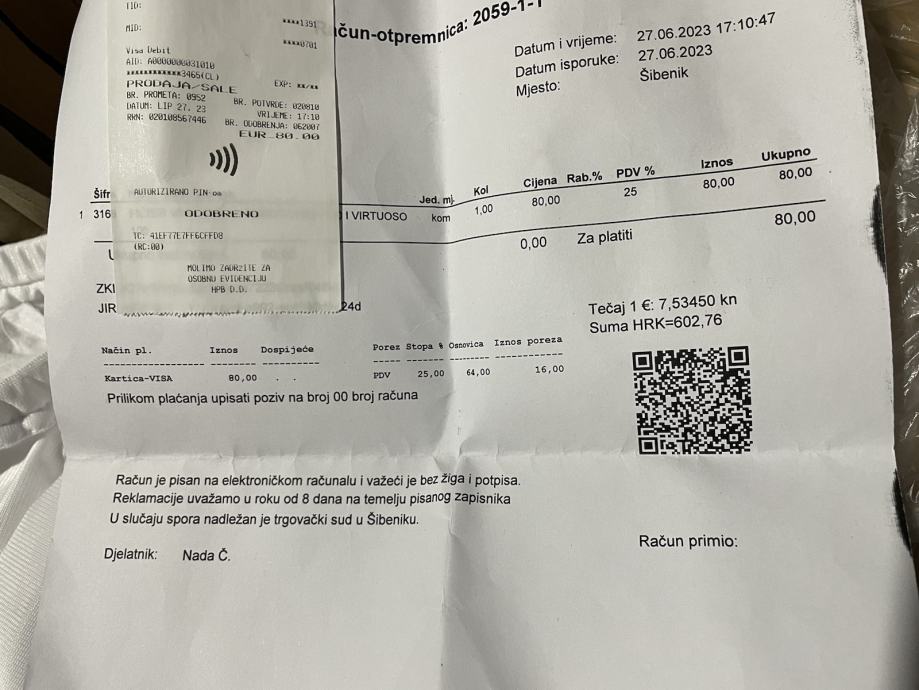 TID:
MID: ****1391
****0701
Visa Debit
AID: A0000000031010
************3465(CL)
EXP: **/**
PRODAJA/SALE
BR. PROMETA: 0952 BR. POTVRDE: 020810
DATUM: LIP 27. 23 VRIJEME: 17:10
RRN: 020108567446 BR. ODOBRENJA: 062007
EUR 80.00
AUTORIZIRANO PIN-om
ODOBRENO
TC: 41EF77E7FF6CFFD8
(RC:00)
MOLIMO ZADRŽITE ZA
OSOBNU EVIDENCIJU
HPB D.D.
čun-otpremnica: 2059-1-1
Datum i vrijeme: 27.06.2023 17:10:47
Datum isporuke: 27.06.2023
Mjesto: Šibenik
Šifr Jed. mj. Kol Cijena Rab.% PDV % Iznos Ukupno
1 316 I VIRTUOSO kom 1,00 80,00 25 80,00 80,00
U 0,00 Za platiti 80,00
ZKI
JIR 24d
Tečaj 1 €: 7,53450 kn
Suma HRK=602,76
Način pl. Iznos Dospijeće Porez Stopa % Osnovica Iznos poreza
Kartica-VISA 80,00 . . PDV 25,00 64,00 16,00
Prilikom plaćanja upisati poziv na broj 00 broj računa
Račun je pisan na elektroničkom računalu i važeći je bez žiga i potpisa.
Reklamacije uvažamo u roku od 8 dana na temelju pisanog zapisnika
U slučaju spora nadležan je trgovački sud u Šibeniku.
Djelatnik: Nada Č.
Račun primio: